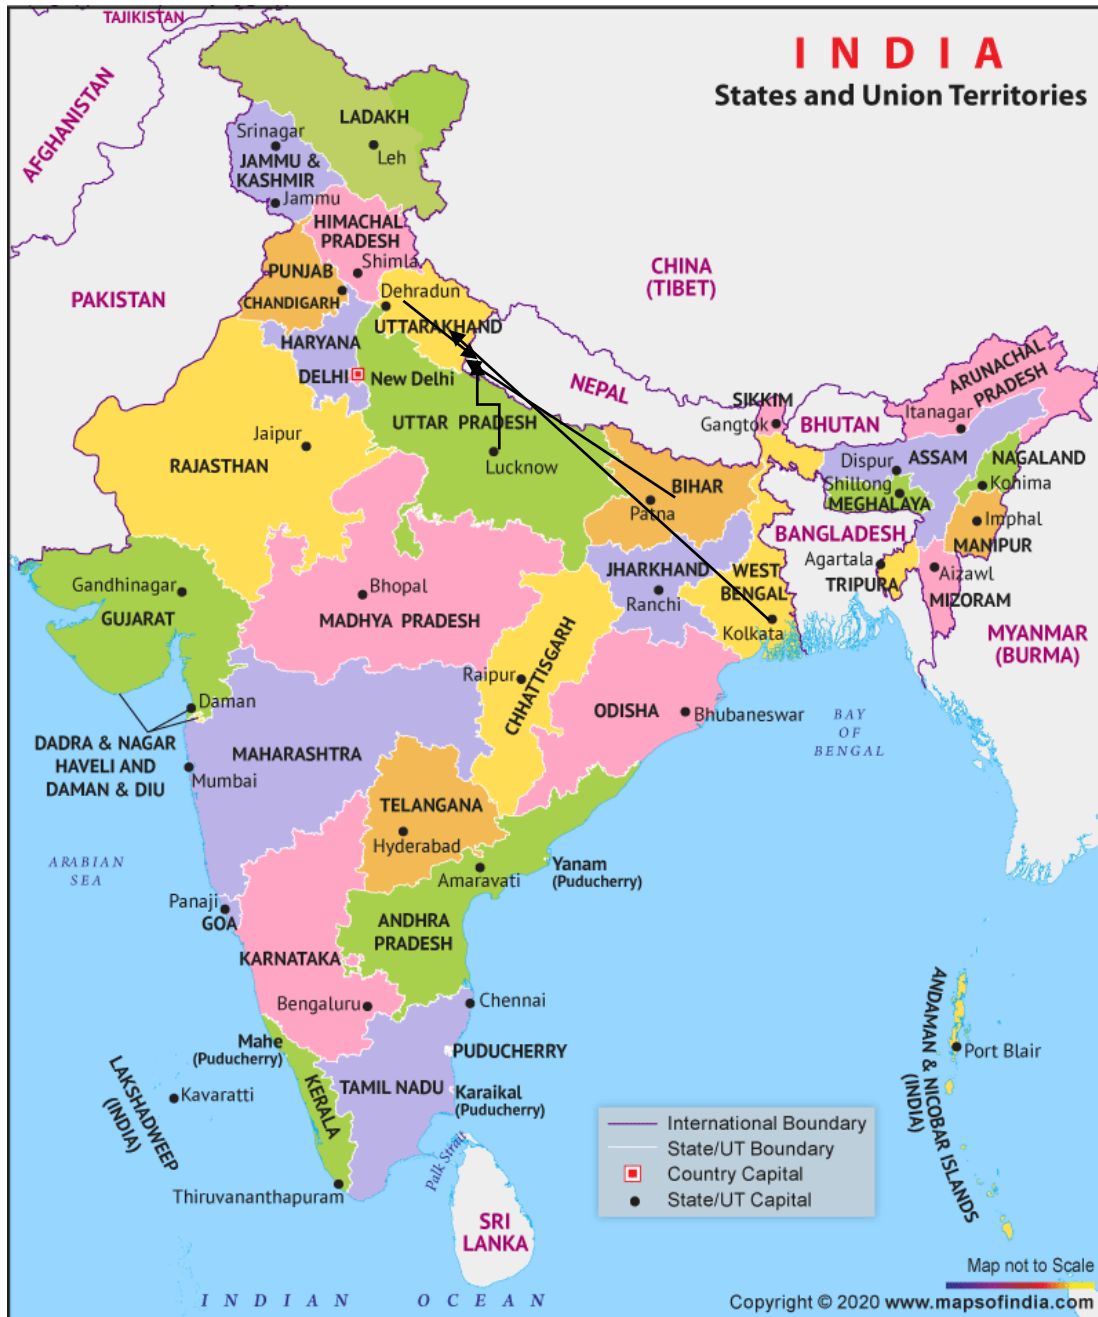 TAJIKISTAN
INDIA
States and Union Territories
AFGHANISTAN
LADAKH
Srinagar
Leh
JAMMU &
KASHMIR
Jammu
HIMACHAL
PRADESH
Shimla
PUNJAB
CHANDIGARH
Dehradun
UTTARAKHAND
CHINA
(TIBET)
PAKISTAN
HARYANA
DELHI
New Delhi
NEPAL
UTTAR PRADESH
Lucknow
SIKKIM
Gangtok
BHUTAN
ARUNACHAL
PRADESH
Itanagar
Jaipur
RAJASTHAN
Dispur
ASSAM
NAGALAND
Shillong
MEGHALAYA
Kohima
BIHAR
Patna
Imphal
MANIPUR
BANGLADESH
Agartala
TRIPURA
Aizawl
MIZORAM
Gandhinagar
GUJARAT
Bhopal
MADHYA PRADESH
JHARKHAND
Ranchi
WEST
BENGAL
Kolkata
MYANMAR
(BURMA)
Raipur
CHHATTISGARH
ODISHA
Bhubaneswar
BAY
OF
BENGAL
Daman
DADRA & NAGAR
HAVELI AND
DAMAN & DIU
MAHARASHTRA
Mumbai
TELANGANA
Hyderabad
ARABIAN
SEA
Amaravati
Yanam
(Puducherry)
Panaji
GOA
ANDHRA
PRADESH
KARNATAKA
Bengaluru
Chennai
Mahe
(Puducherry)
PUDUCHERRY
LAKSHADWEEP
(INDIA)
Kavaratti
KERALA
TAMIL NADU
Karaikal
(Puducherry)
ANDAMAN & NICOBAR ISLANDS
(INDIA)
Port Blair
Palk Strait
Thiruvananthapuram
SRI
LANKA
International Boundary
State/UT Boundary
Country Capital
State/UT Capital
INDIAN OCEAN
Map not to Scale
Copyright © 2020 www.mapsofindia.com